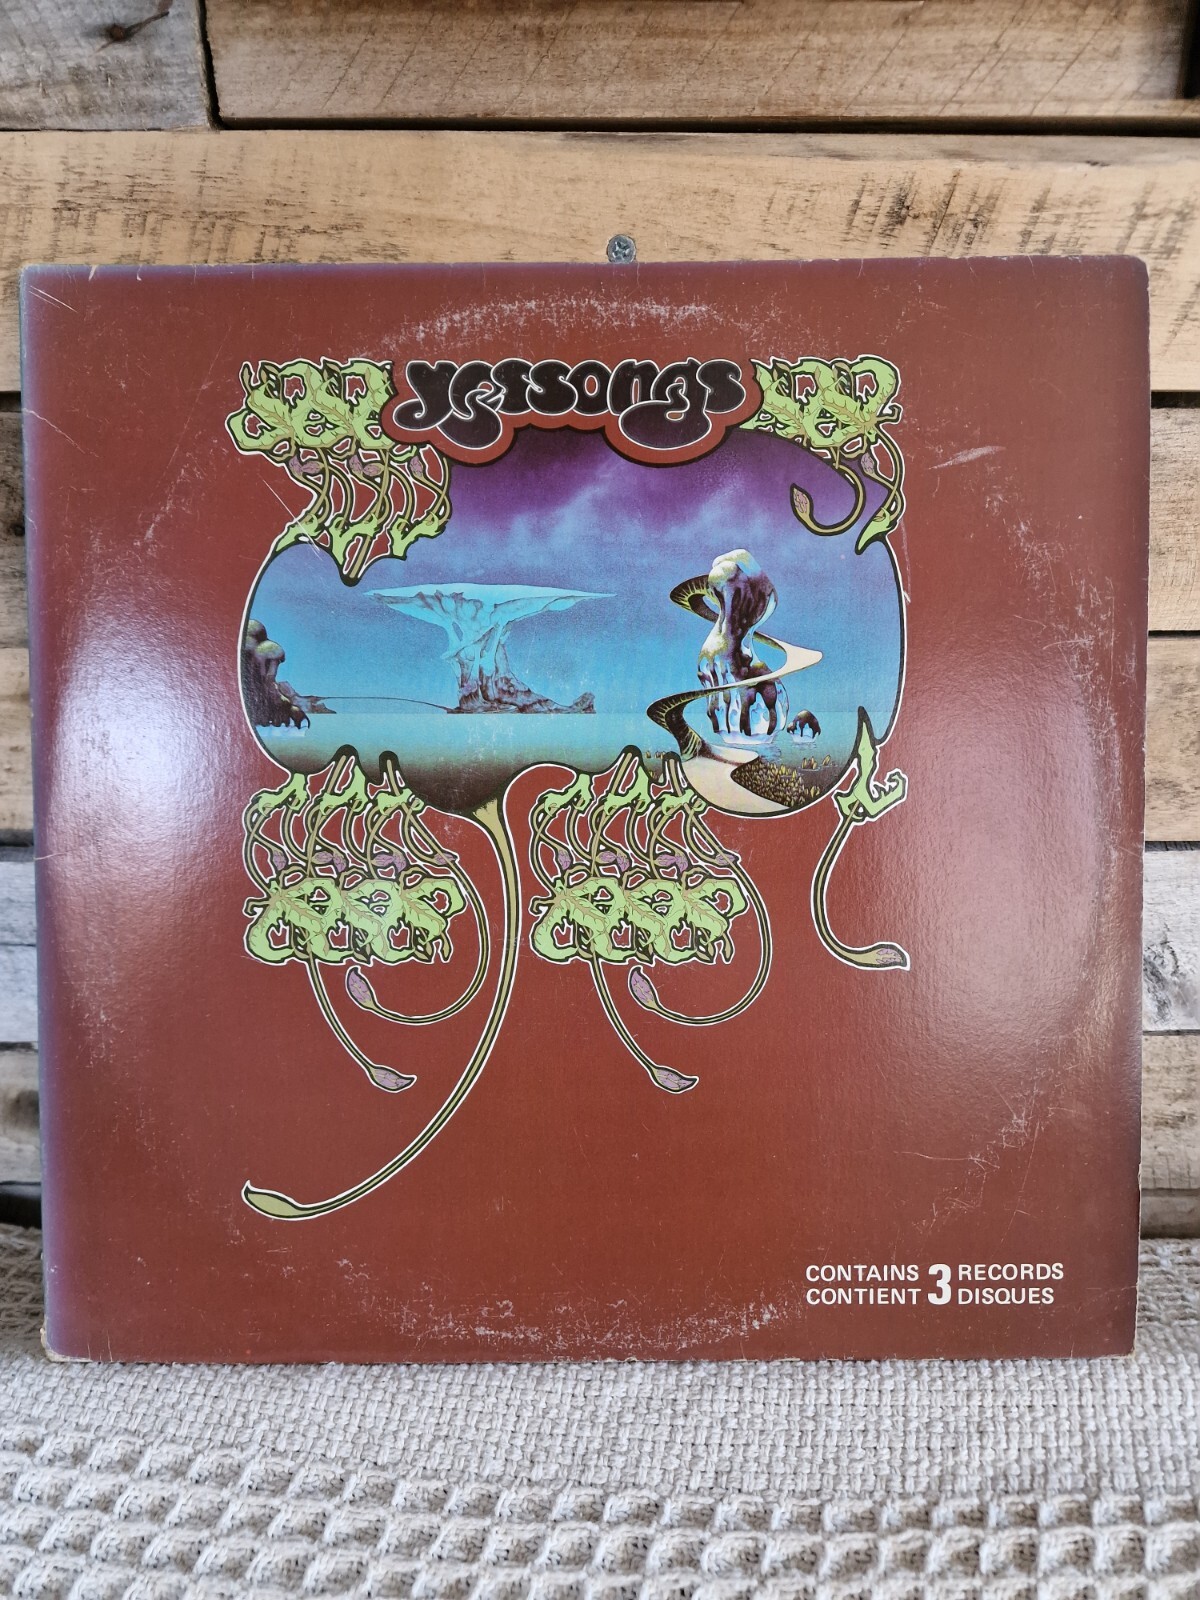 yessongs
CONTAINS 3 RECORDS
CONTIENT 3 DISQUES